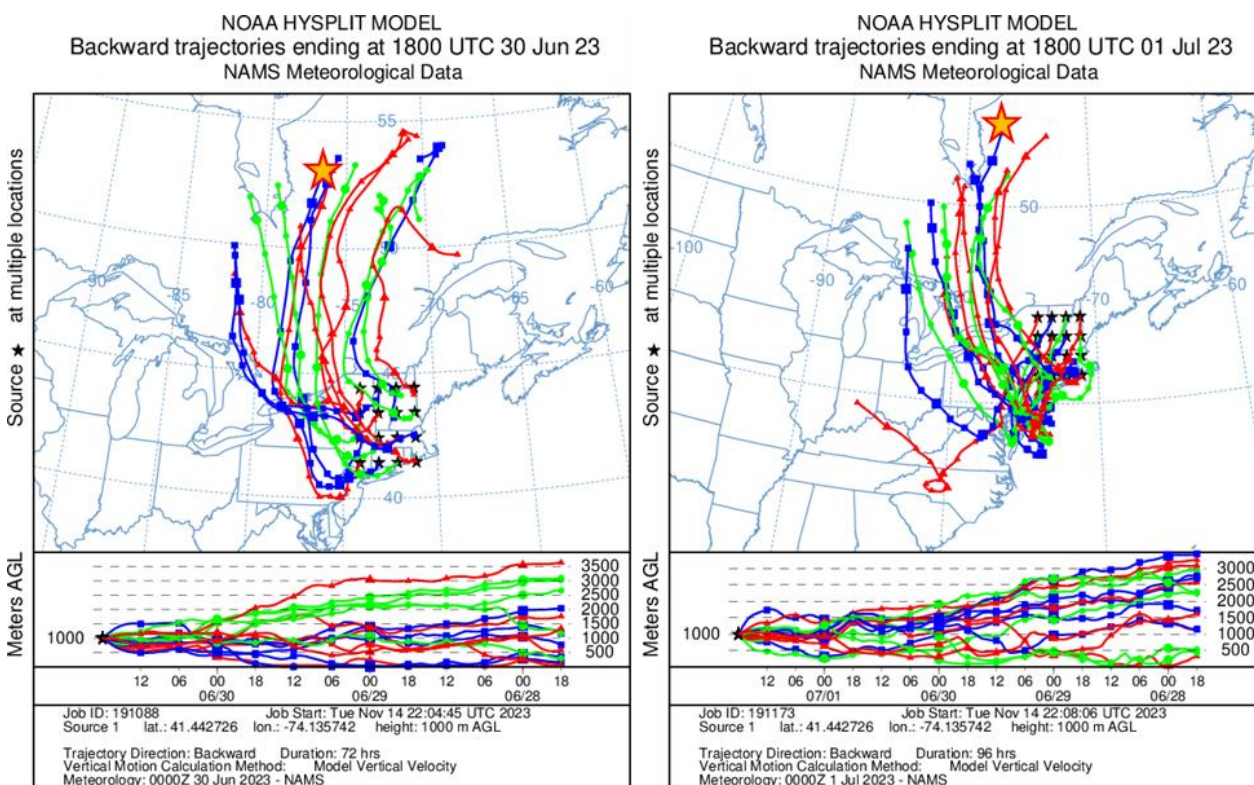 NOAA HYSPLIT MODEL
Backward trajectories ending at 1800 UTC 30 Jun 23
NAMS Meteorological Data
Source ★ at multiple locations
55
-90
-85
-80
70
-65
-60
40
Meters AGL
1000
3500
3000
2500
2000
1500
1000
500
12 06 00 18 12 06 00 18 12 06 00 18
06/30 06/29 06/28
Job ID: 191088 Job Start: Tue Nov 14 22:04:45 UTC 2023
Source 1 lat.: 41.442726 lon.: -74.135742 height: 1000 m AGL
Trajectory Direction: Backward Duration: 72 hrs
Vertical Motion Calculation Method: Model Vertical Velocity
Meteorology: 0000Z 30 Jun 2023 - NAMS
NOAA HYSPLIT MODEL
Backward trajectories ending at 1800 UTC 01 Jul 23
NAMS Meteorological Data
Source ★ at multiple locations
50
-100
-90
-70
-60
Meters AGL
1000
3000
2500
2000
1500
1000
500
12 06 00 18 12 06 00 18 12 06 00 18 12 06 00 18
07/01 06/30 06/29 06/28
Job ID: 191173 Job Start: Tue Nov 14 22:08:06 UTC 2023
Source 1 lat.: 41.442726 lon.: -74.135742 height: 1000 m AGL
Trajectory Direction: Backward Duration: 96 hrs
Vertical Motion Calculation Method: Model Vertical Velocity
Meteorology: 0000Z 1 Jul 2023 - NAMS